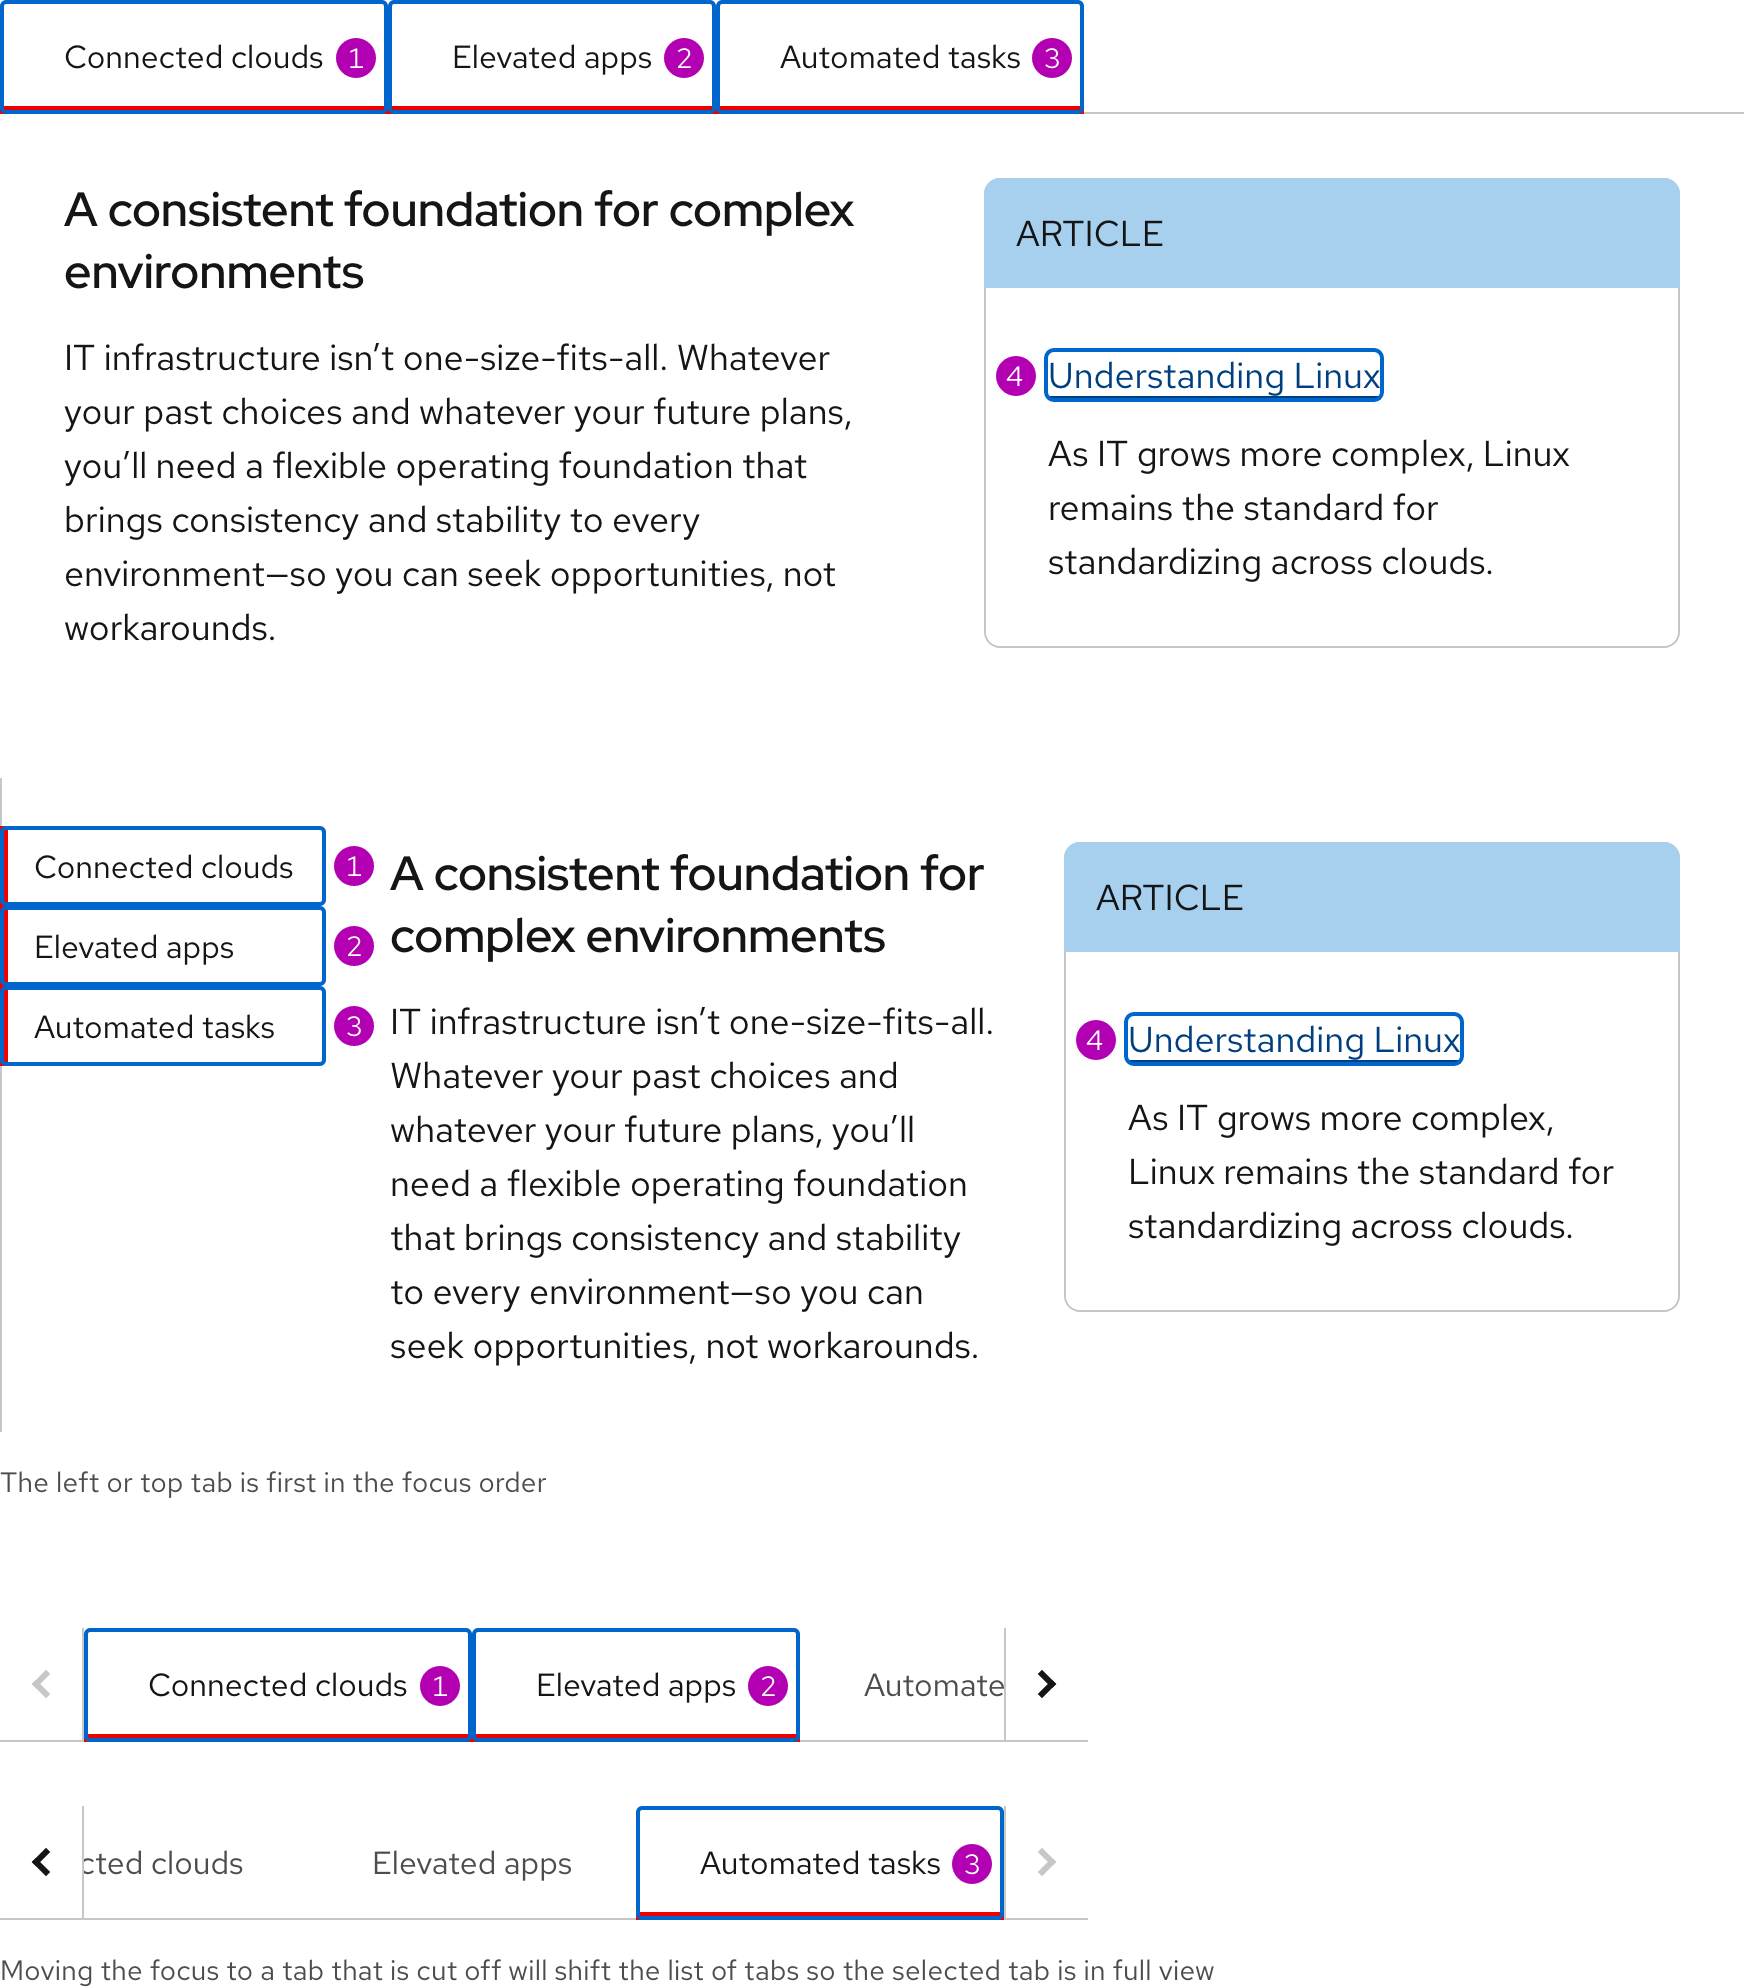 Connected clouds 1 Elevated apps 2 Automated tasks 3
A consistent foundation for complex
environments
IT infrastructure isn’t one-size-fits-all. Whatever
your past choices and whatever your future plans,
you’ll need a flexible operating foundation that
brings consistency and stability to every
environment—so you can seek opportunities, not
workarounds.
ARTICLE
4 Understanding Linux
As IT grows more complex, Linux
remains the standard for
standardizing across clouds.
Connected clouds 1
Elevated apps 2
Automated tasks 3
A consistent foundation for
complex environments
IT infrastructure isn’t one-size-fits-all.
Whatever your past choices and
whatever your future plans, you’ll
need a flexible operating foundation
that brings consistency and stability
to every environment—so you can
seek opportunities, not workarounds.
ARTICLE
4 Understanding Linux
As IT grows more complex,
Linux remains the standard for
standardizing across clouds.
The left or top tab is first in the focus order
Connected clouds 1 Elevated apps 2 Automate
cted clouds Elevated apps Automated tasks 3
Moving the focus to a tab that is cut off will shift the list of tabs so the selected tab is in full view